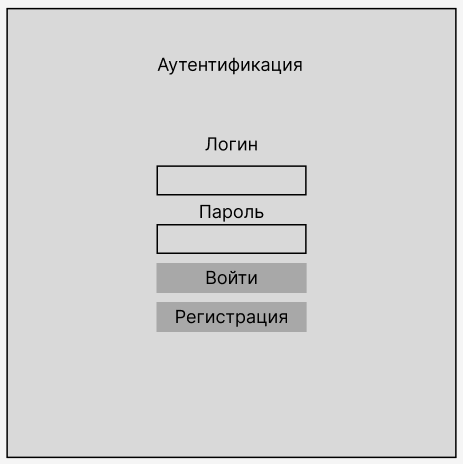 Аутентификация
Логин
Пароль
Войти
Регистрация